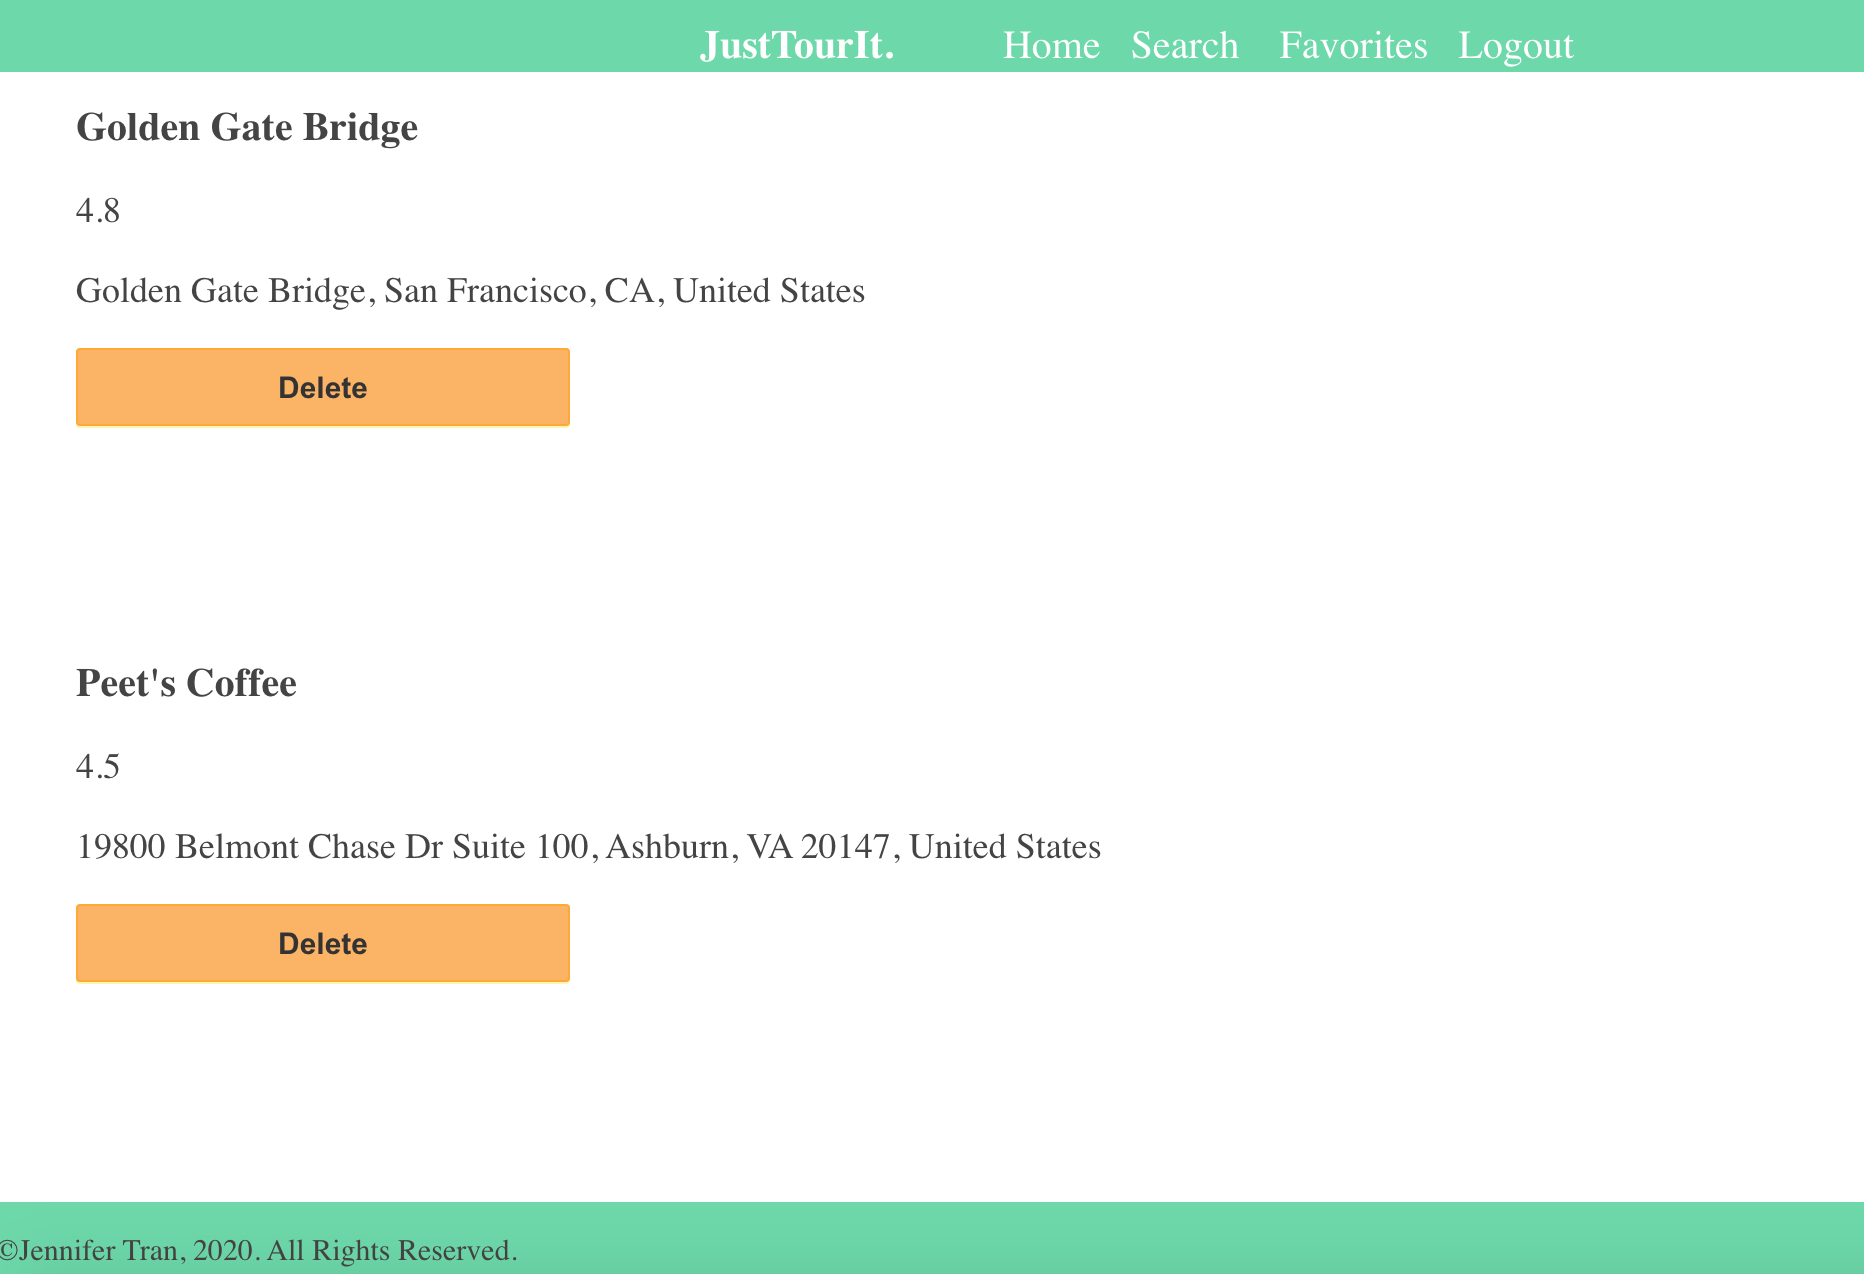 JustTourIt. Home Search Favorites Logout
Golden Gate Bridge
4.8
Golden Gate Bridge, San Francisco, CA, United States
Delete
Peet's Coffee
4.5
19800 Belmont Chase Dr Suite 100, Ashburn, VA 20147, United States
Delete
©Jennifer Tran, 2020. All Rights Reserved.